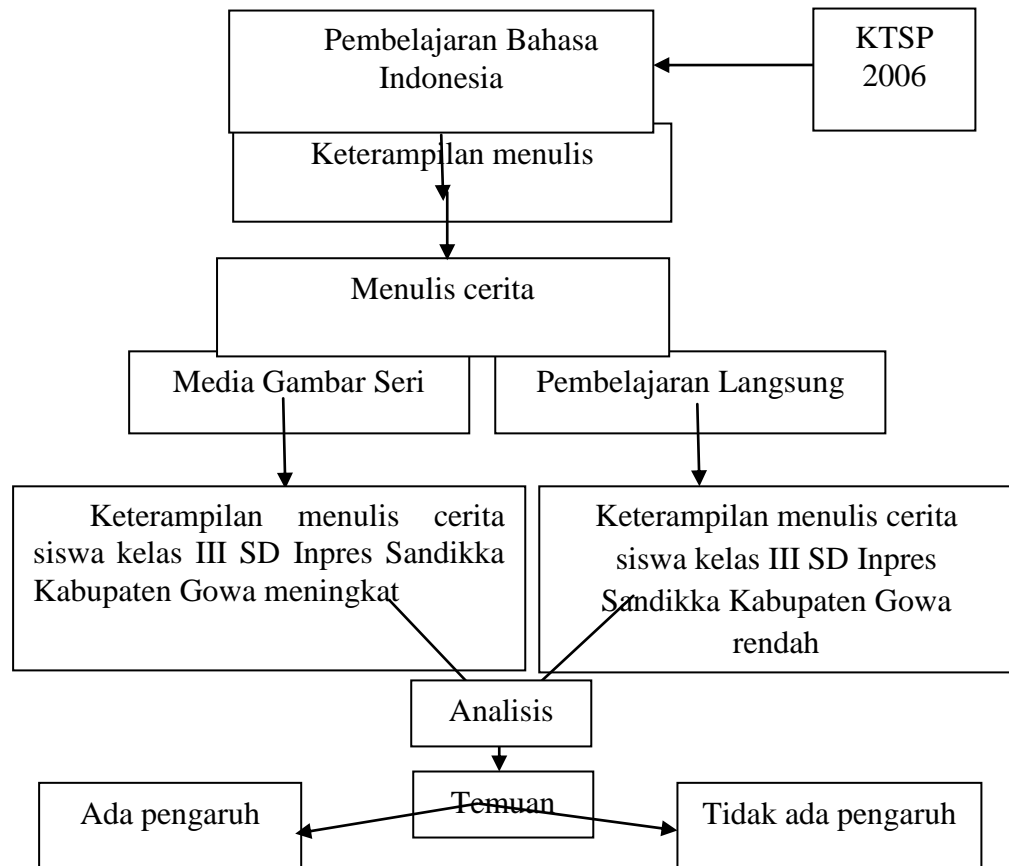 Pembelajaran Bahasa
Indonesia
KTSP
2006
Keterampilan menulis
Menulis cerita
Media Gambar Seri
Pembelajaran Langsung
Keterampilan menulis cerita
siswa kelas III SD Inpres Sandikka
Kabupaten Gowa meningkat
Keterampilan menulis cerita
siswa kelas III SD Inpres
Sandikka Kabupaten Gowa
rendah
Analisis
Temuan
Ada pengaruh
Tidak ada pengaruh